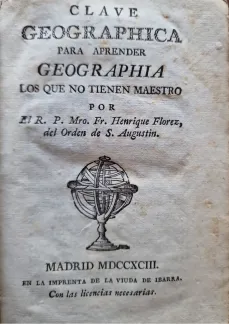 CLAVE
GEOGRAPHICA
PARA APRENDER
GEOGRAPHIA
LOS QUE NO TIENEN MAESTRO
POR
El R. P. Mro. Fr. Henrique Florez,
del Orden de S. Augustin.
MADRID MDCCXCIII.
EN LA IMPRENTA DE LA VIUDA DE IBARRA.
Con las licencias necesarias.